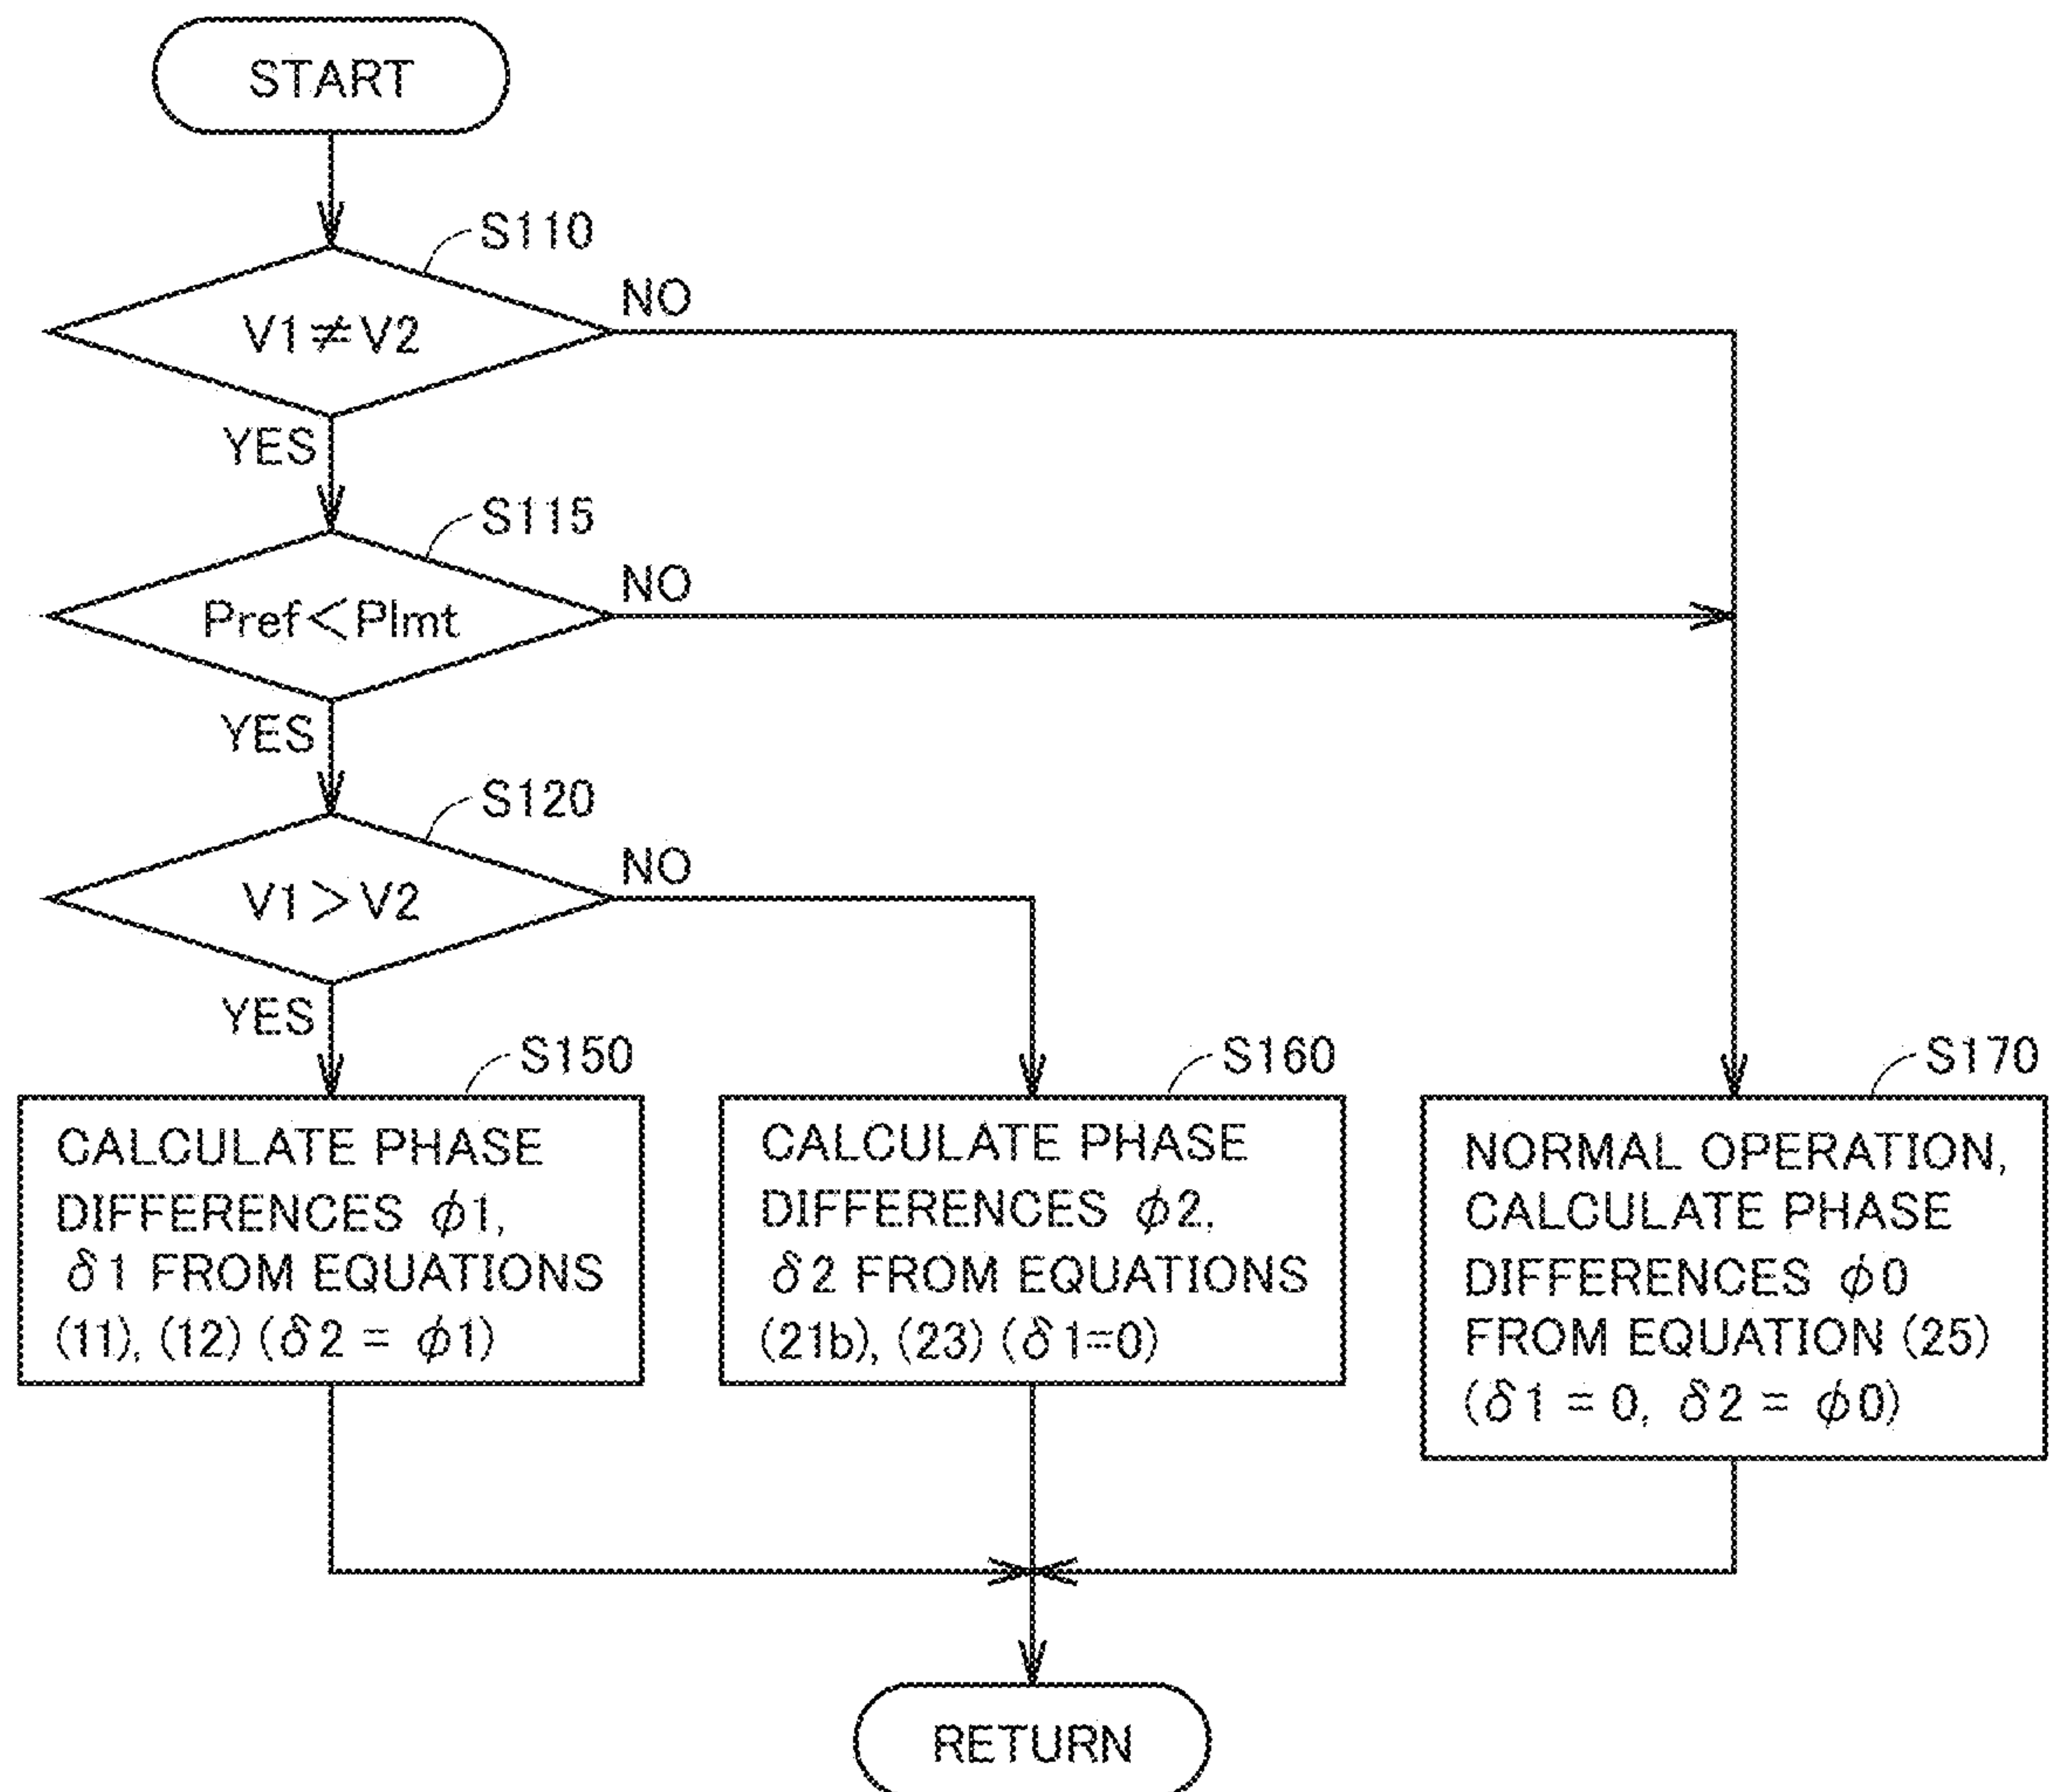 START
S110
V1≠V2
NO
YES
S115
Pref<Plmt
NO
YES
S120
V1>V2
NO
YES
S150
CALCULATE PHASE
DIFFERENCES ϕ1,
δ1 FROM EQUATIONS
(11), (12) (δ2 = ϕ1)
S160
CALCULATE PHASE
DIFFERENCES ϕ2,
δ2 FROM EQUATIONS
(21b), (23) (δ1=0)
S170
NORMAL OPERATION,
CALCULATE PHASE
DIFFERENCES ϕ0
FROM EQUATION (25)
(δ1 = 0, δ2 = ϕ0)
RETURN